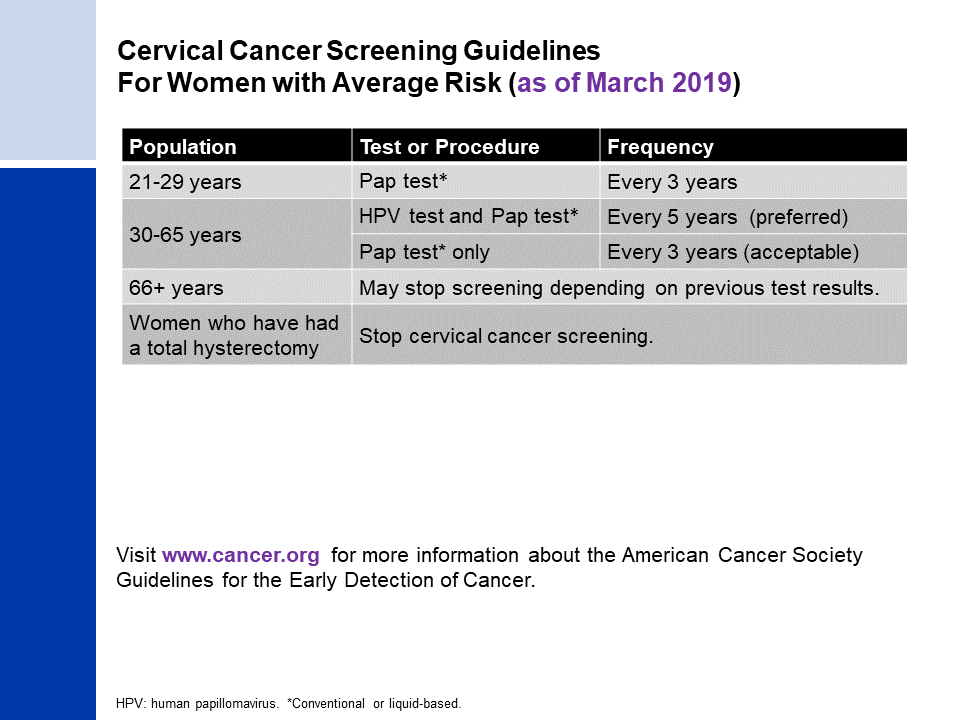 Cervical Cancer Screening Guidelines
For Women with Average Risk (as of March 2019)
Population Test or Procedure Frequency
21-29 years Pap test* Every 3 years
30-65 years HPV test and Pap test* Every 5 years (preferred)
Pap test* only Every 3 years (acceptable)
66+ years May stop screening depending on previous test results.
Women who have had
a total hysterectomy Stop cervical cancer screening.
Visit www.cancer.org for more information about the American Cancer Society
Guidelines for the Early Detection of Cancer.
HPV: human papillomavirus. *Conventional or liquid-based.